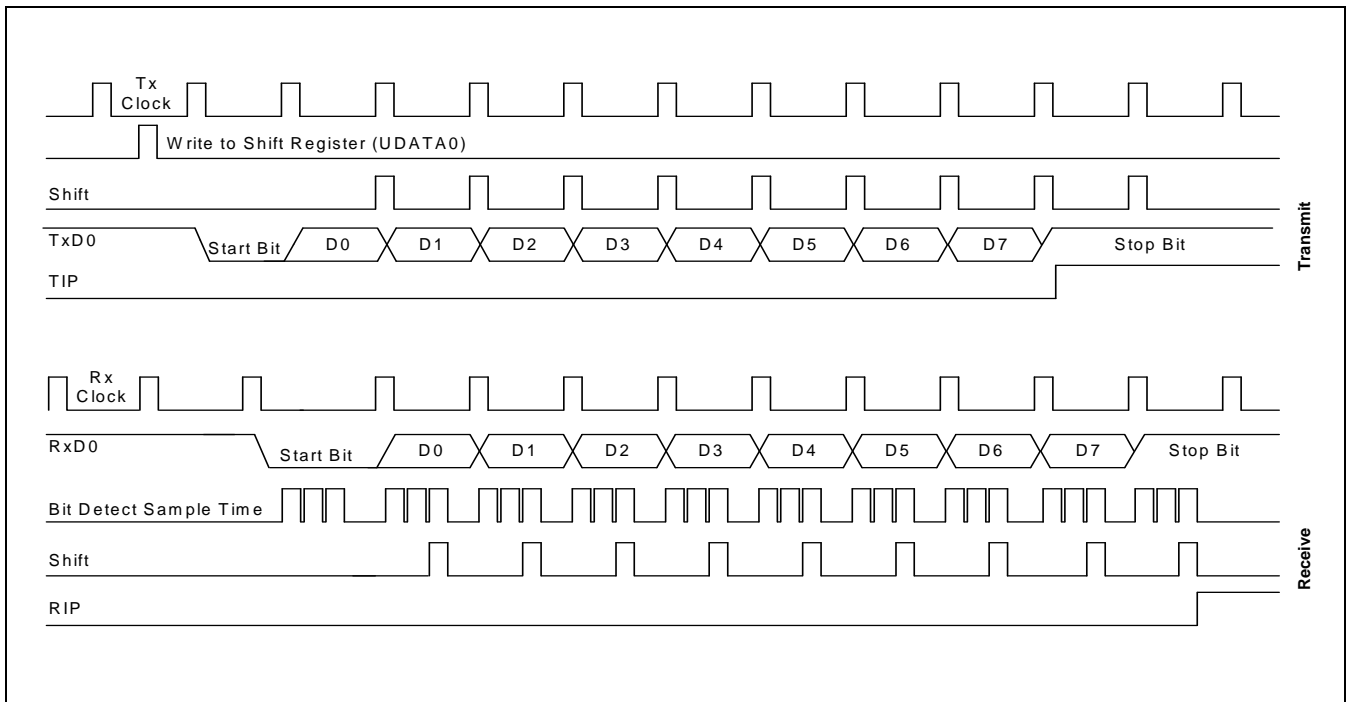 Tx
Clock
Write to Shift Register (UDATA0)
Shift
TxD0
Start Bit
D0
D1
D2
D3
D4
D5
D6
D7
Stop Bit
TIP
Transmit
Rx
Clock
RxD0
Start Bit
D0
D1
D2
D3
D4
D5
D6
D7
Stop Bit
Bit Detect Sample Time
Shift
RIP
Receive